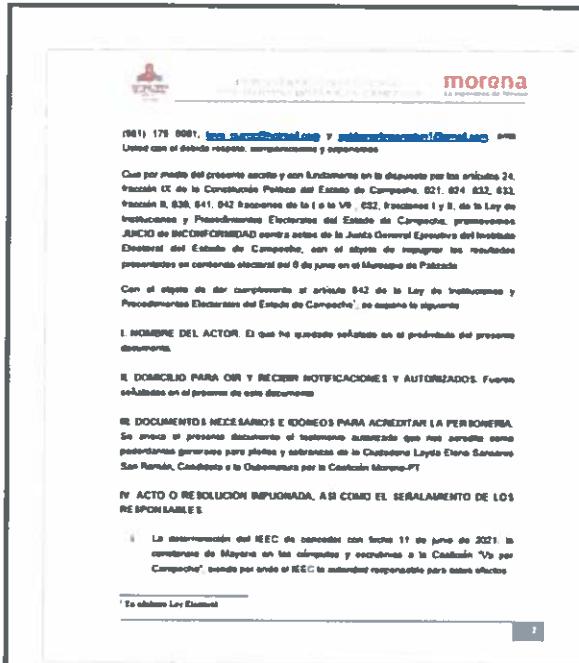 morena
La esperanza de México
Usted con el debido respeto, comparecemos y exponemos
Que por medio del presente escrito y con fundamento en lo dispuesto por los artículos 24,
fracción IX de la Constitución Política del Estado de Campeche, 621, 624, 632, 633,
fracción II, 639, 641, 642 fracciones de la I a la VII, 652, fracciones I y II, de la Ley de
Instituciones y Procedimientos Electorales del Estado de Campeche, promovemos
JUICIO de INCONFORMIDAD contra actos de la Junta General Ejecutiva del Instituto
Electoral del Estado de Campeche, con el objeto de impugnar los resultados
presentados en contienda electoral del 6 de junio en el Municipio de Palizada
Con el objeto de dar cumplimiento al artículo 642 de la Ley de Instituciones y
Procedimientos Electorales del Estado de Campeche¹, se expone lo siguiente
I. NOMBRE DEL ACTOR. El que ha quedado señalado en el preámbulo del presente
documento.
II. DOMICILIO PARA OIR Y RECIBIR NOTIFICACIONES Y AUTORIZADOS. Fueron
señalados en el proemio de este documento
III. DOCUMENTOS NECESARIOS E IDÓNEOS PARA ACREDITAR LA PERSONERÍA.
Se anexa al presente documento el testimonio autorizado que nos acredita como
apoderados generales para pleitos y cobranzas de la Ciudadana Layda Elena Sansores
San Román, Candidata a la Gubernatura por la Coalición Morena-PT
IV ACTO O RESOLUCIÓN IMPUGNADA, ASI COMO EL SEÑALAMIENTO DE LOS
RESPONSABLES.
i. La determinación del IEEC de conceder con fecha 11 de junio de 2021, la
constancia de Mayoría en los cómputos y escrutinios a la Coalición "Va por
Campeche", siendo por ende el IEEC la autoridad responsable para estos efectos
¹ En adelante Ley Electoral